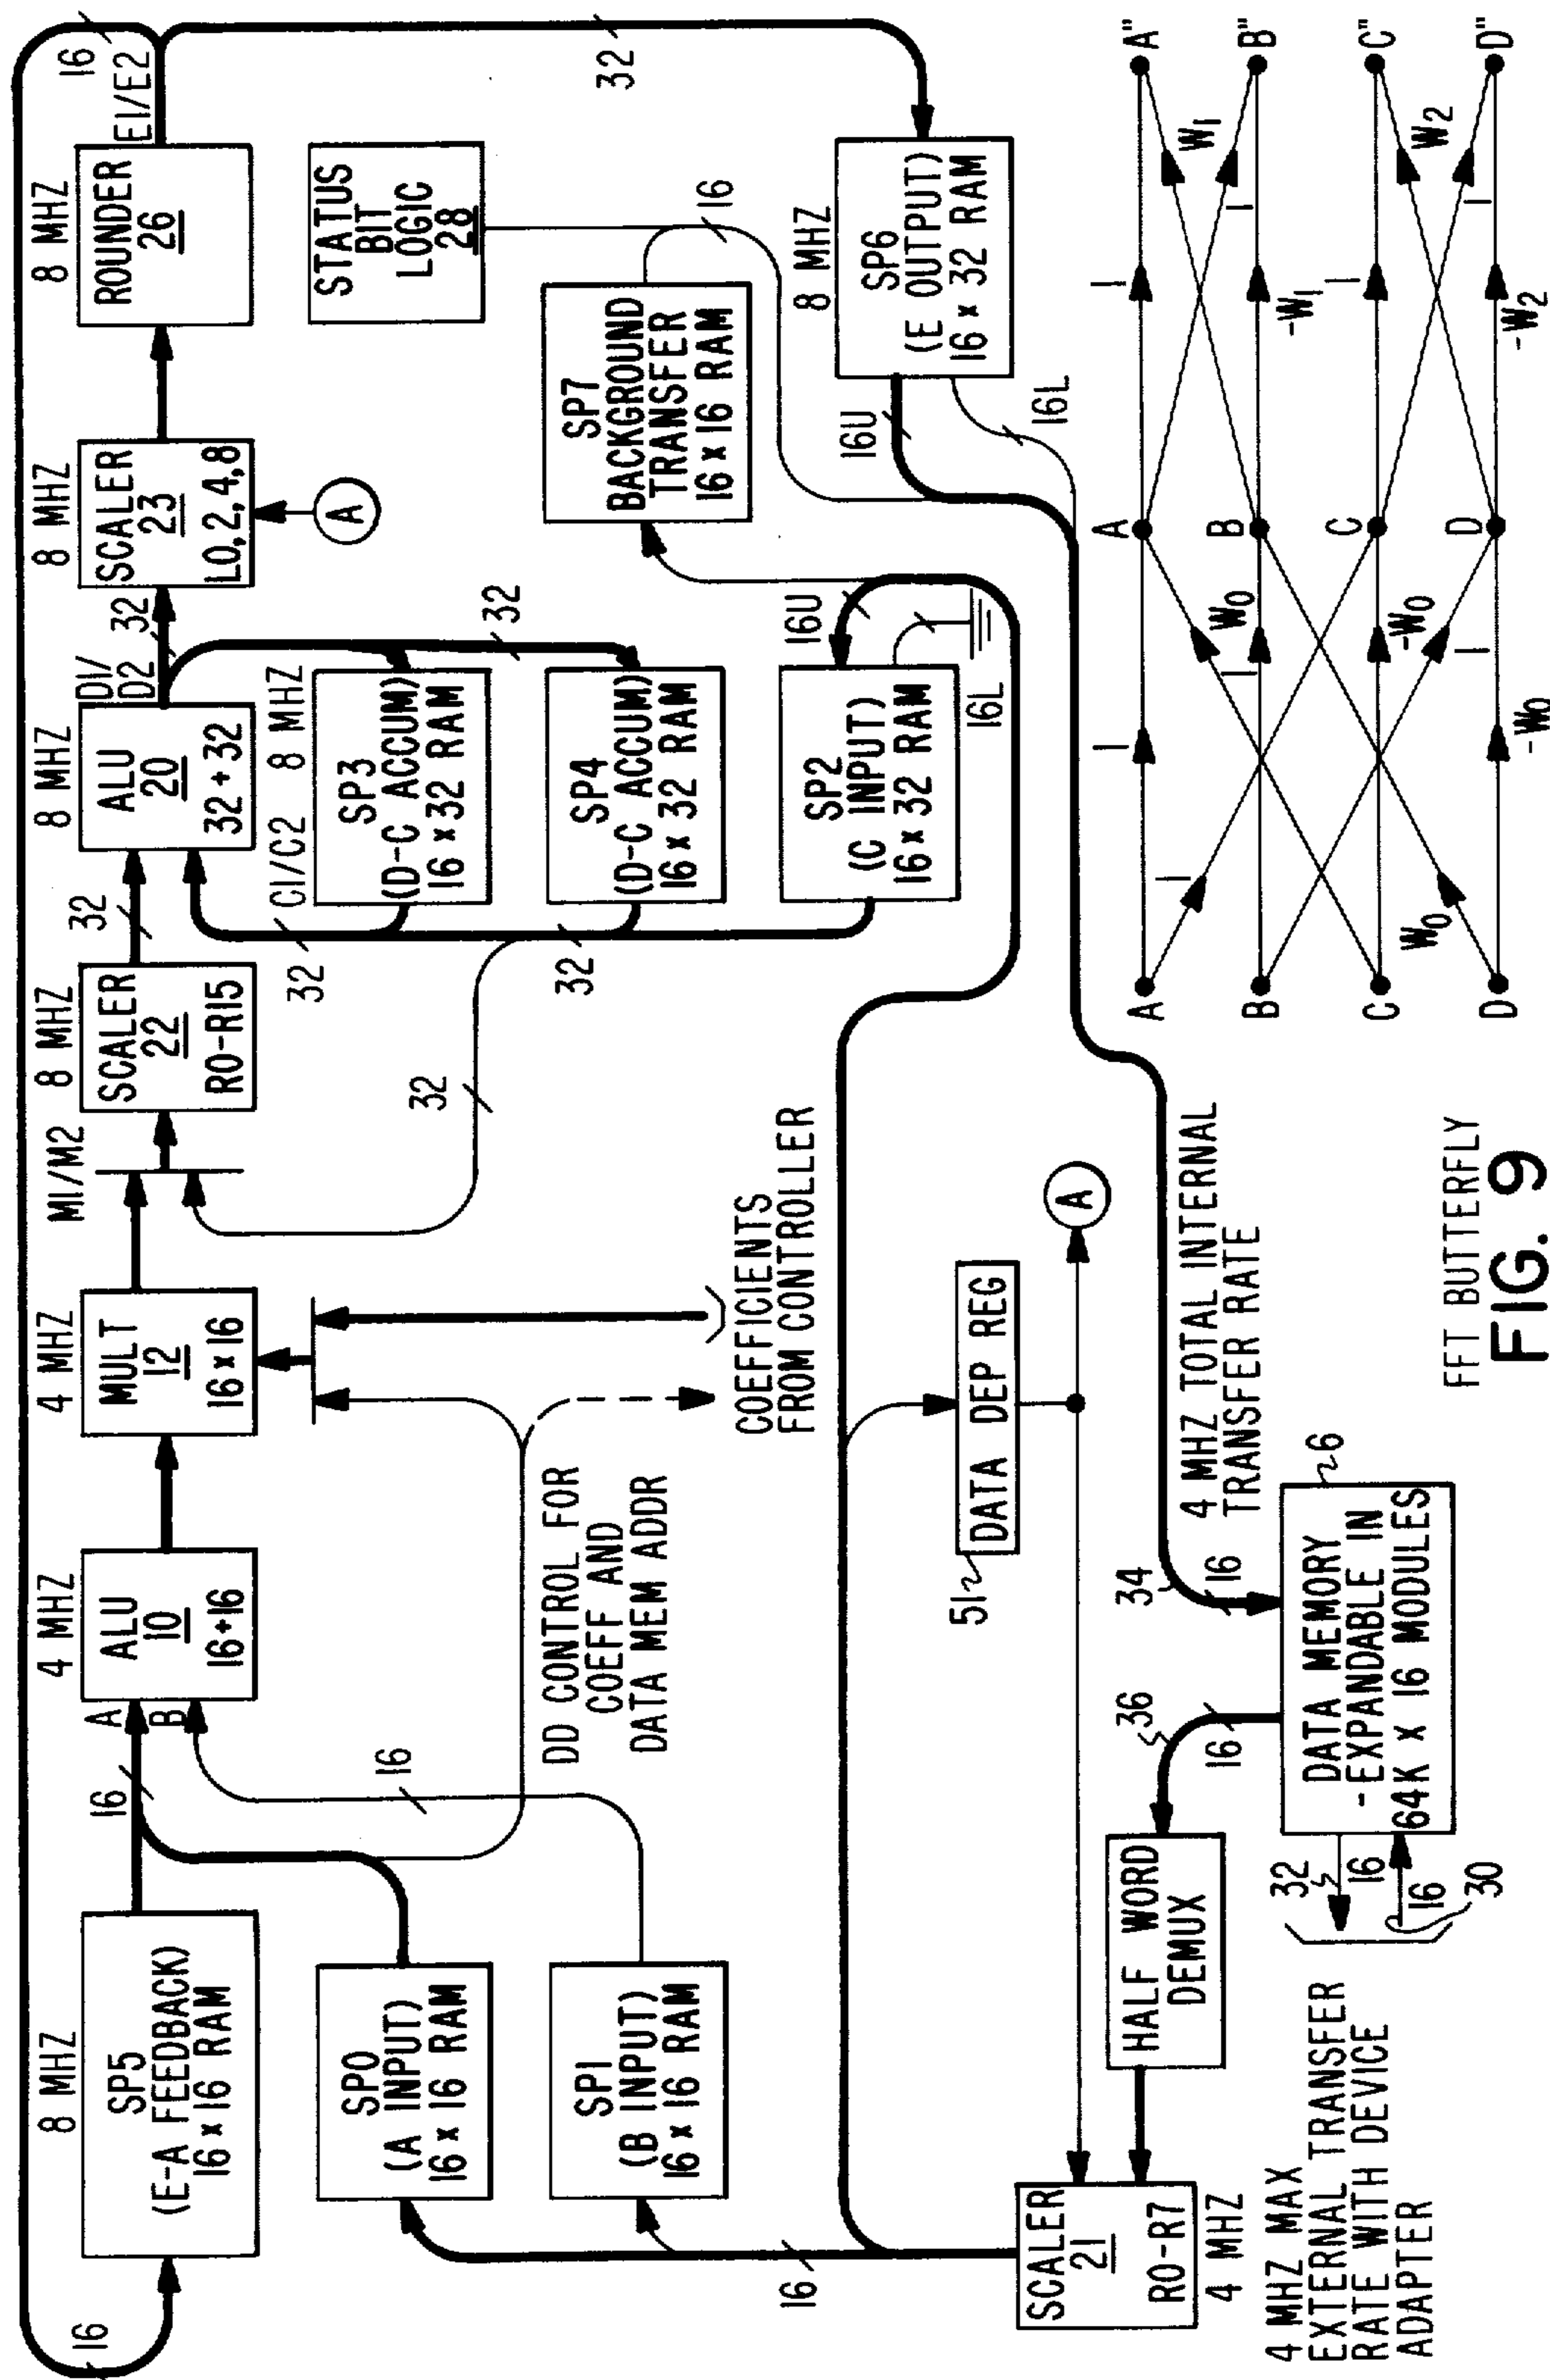 16
8 MHZ
SP5
(E-A FEEDBACK)
16 x 16 RAM
16
SP0
(A INPUT)
16 x 16 RAM
SP1
(B INPUT)
16 x 16 RAM
16
16
A
B
4 MHZ
ALU
10
16+16
4 MHZ
MULT
12
16 x 16
DD CONTROL FOR
COEFF AND
DATA MEM ADDR
COEFFICIENTS
FROM CONTROLLER
M1/M2
8 MHZ
SCALER
22
R0-R15
32
32
32
32
8 MHZ
ALU
20
32+32
D1/
D2
32
C1/C2
8 MHZ
SP3
(D-C ACCUM)
16 x 32 RAM
32
SP4
(D-C ACCUM)
16 x 32 RAM
SP2
(C INPUT)
16 x 32 RAM
16U
16L
8 MHZ
SCALER
23
L0,2,4,8
A
8 MHZ
ROUNDER
26
E1/E2
16
32
STATUS
BIT
LOGIC
28
SP7
BACKGROUND
TRANSFER
16 x 16 RAM
16
8 MHZ
SP6
(E OUTPUT)
16 x 32 RAM
16U
16L
SCALER
21
R0-R7
4 MHZ
HALF WORD
DEMUX
51
DATA DEP REG
A
4 MHZ TOTAL INTERNAL
TRANSFER RATE
36
16
34
16
DATA MEMORY
- EXPANDABLE IN
64K X 16 MODULES
6
32
16
16
30
4 MHZ MAX
EXTERNAL TRANSFER
RATE WITH DEVICE
ADAPTER
A
B
C
D
1
1
W0
1
W0
-W0
1
-W0
A
B
C
D
1
W1
1
-W1
1
W2
1
-W2
A"
B"
C"
D"
FFT BUTTERFLY
FIG. 9